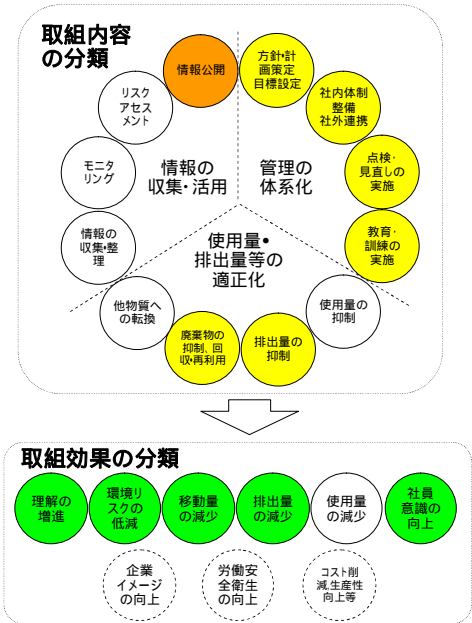 取組内容
の分類
情報公開
方針・計
画策定
目標設定
社内体制
整備
社外連携
点検・
見直しの
実施
教育・
訓練の
実施
使用量の
抑制
排出量の
抑制
廃棄物の
抑制、回
収・再利用
他物質へ
の転換
情報の
収集・整
理
モニタ
リング
リスク
アセス
メント
情報の
収集・活用
管理の
体系化
使用量・
排出量等の
適正化
取組効果の分類
理解の
増進
環境リ
スクの
低減
移動量
の減少
排出量
の減少
使用量
の減少
社員
意識の
向上
企業
イメージ
の向上
労働安
全衛生
の向上
コスト削
減,生産性
向上等